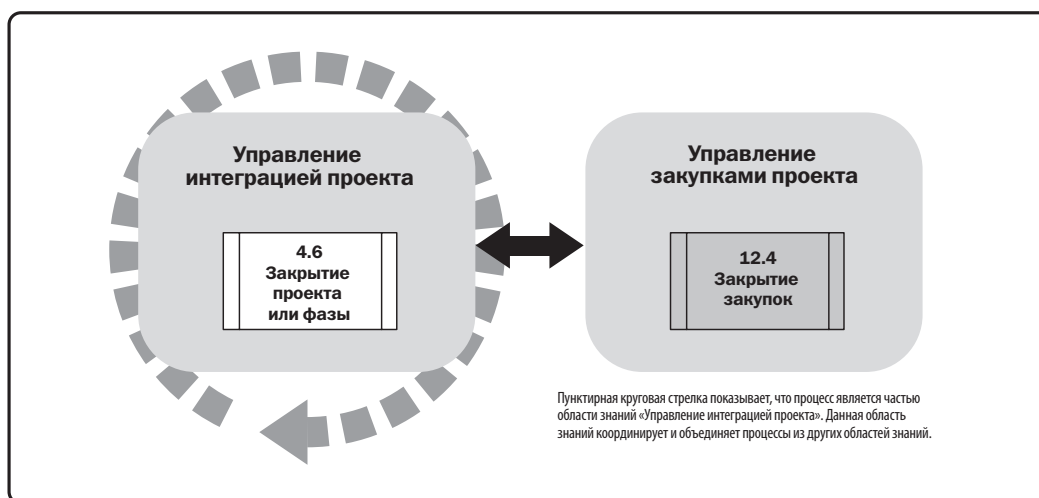 Управление
интеграцией проекта
4.6
Закрытие
проекта
или фазы
Управление
закупками проекта
12.4
Закрытие
закупок
Пунктирная круговая стрелка показывает, что процесс является частью
области знаний «Управление интеграцией проекта». Данная область
знаний координирует и объединяет процессы из других областей знаний.